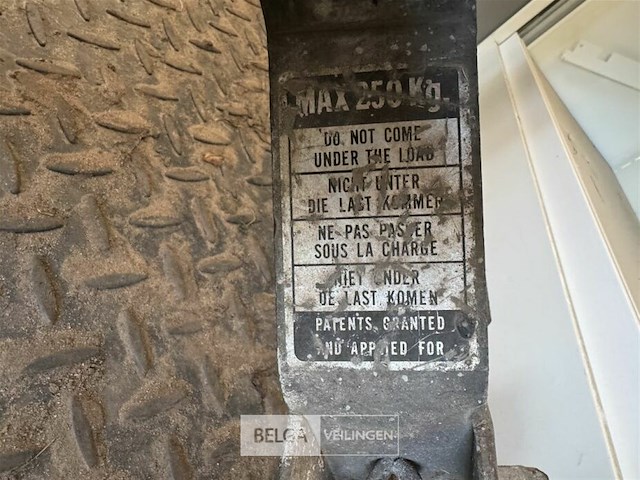 MAX 250 Kg.
DO NOT COME
UNDER THE LOAD
NICHT UNTER
DIE LAST KOMMEN
NE PAS PASSER
SOUS LA CHARGE
NIET ONDER
DE LAST KOMEN
PATENTS GRANTED
AND APPLIED FOR
BELCA VEILINGEN